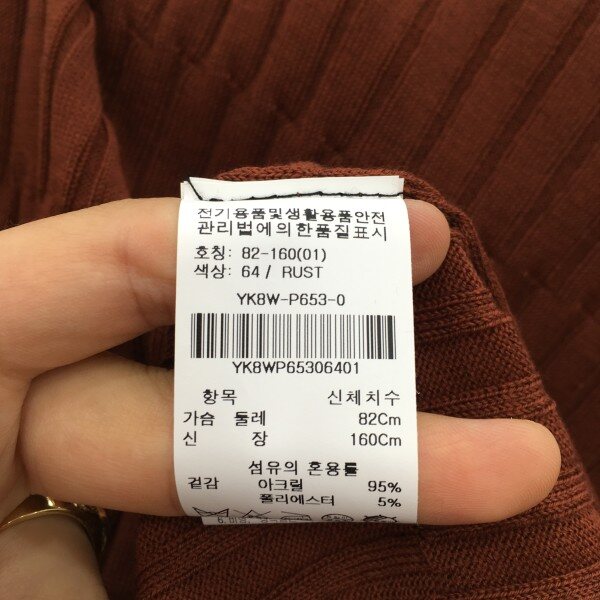 전기용품및생활용품안전
관리법에의한품질표시
호칭: 82-160(01)
색상: 64 / RUST
YK8W-P653-0
YK8WP65306401
항목 신체치수
가슴 둘레 82Cm
신 장 160Cm
섬유의 혼용률
겉감 아크릴 95%
폴리에스터 5%